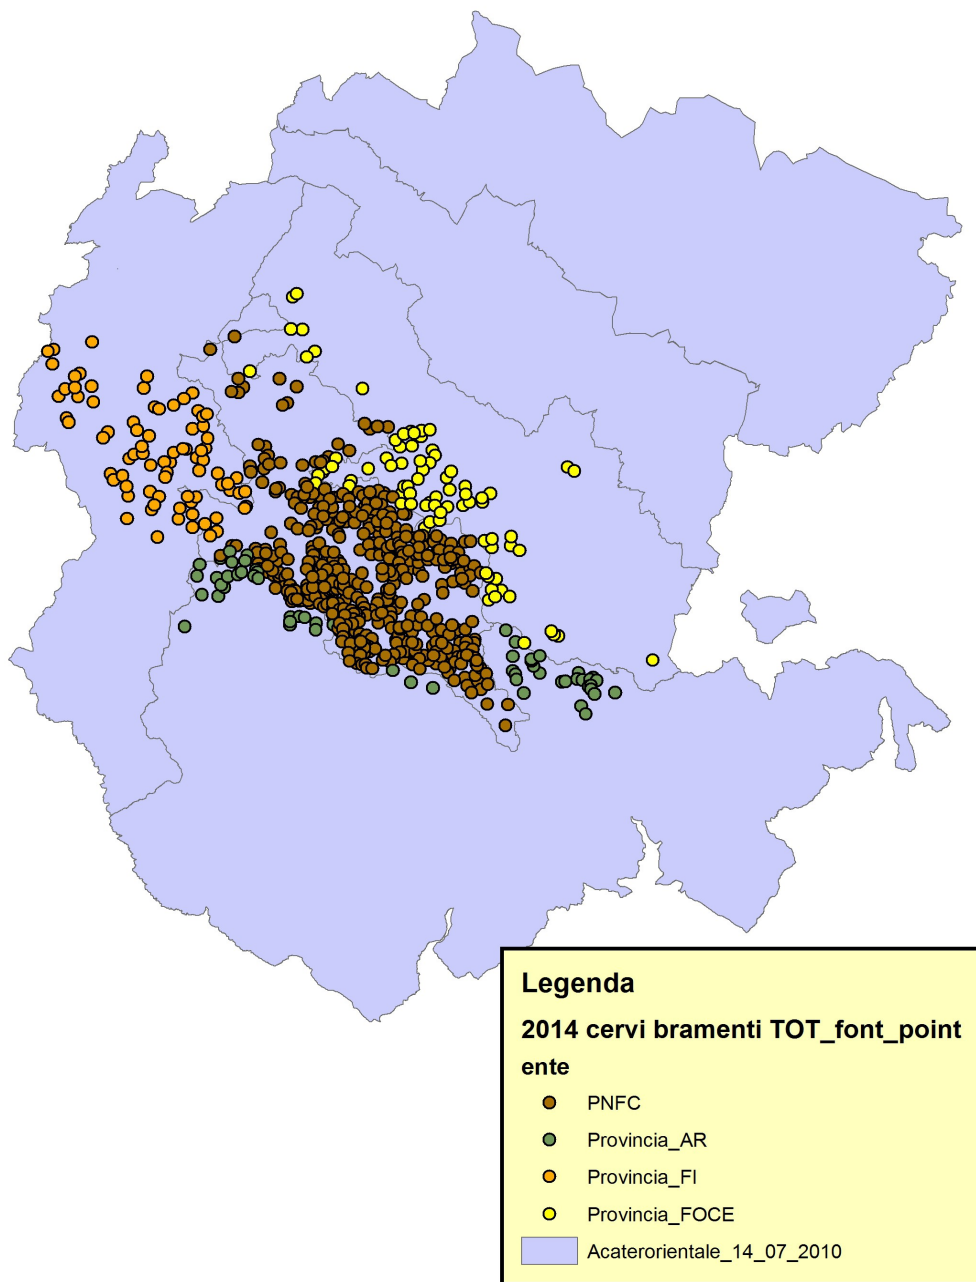 Legenda
2014 cervi bramenti TOT_font_point
ente
PNFC
Provincia_AR
Provincia_FI
Provincia_FOCE
Acaterorientale_14_07_2010